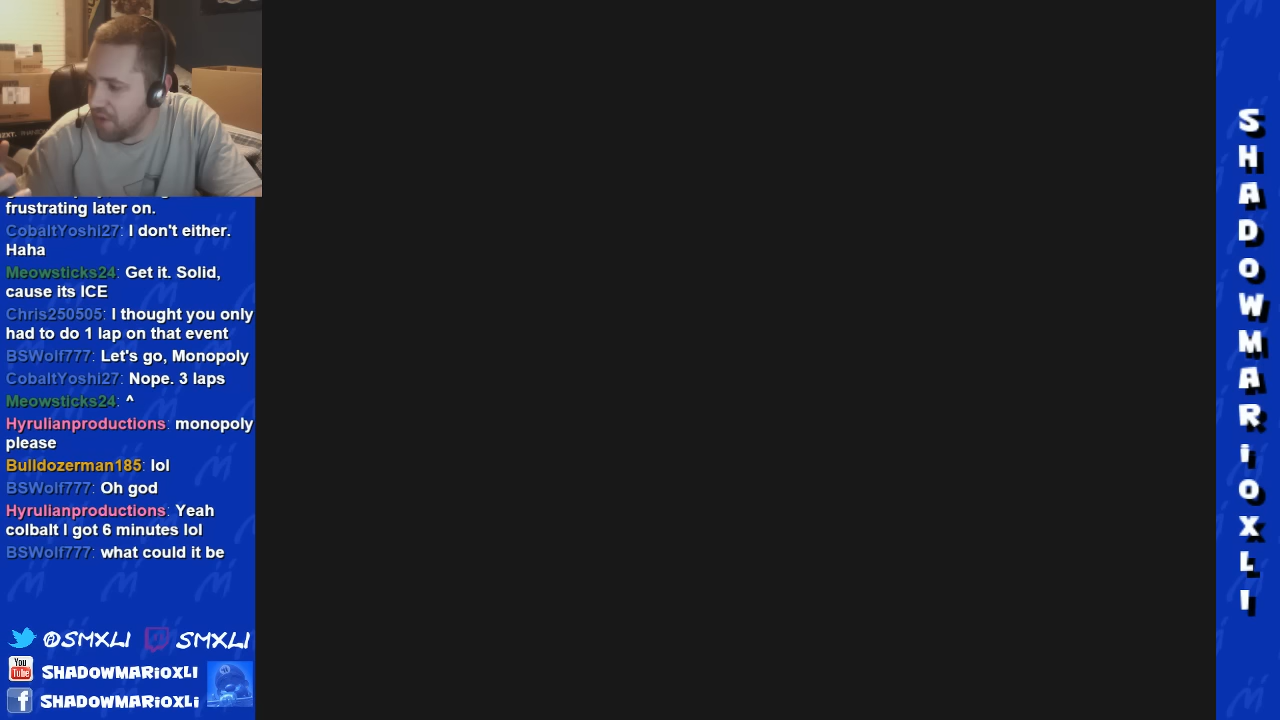 frustrating later on.
CobaltYoshi27: I don't either.
Haha
Meowsticks24: Get it. Solid,
cause its ICE
Chris250505: I thought you only
had to do 1 lap on that event
BSWolf777: Let's go, Monopoly
CobaltYoshi27: Nope. 3 laps
Meowsticks24: ^
Hyrulianproductions: monopoly
please
Bulldozerman185: lol
BSWolf777: Oh god
Hyrulianproductions: Yeah
colbalt I got 6 minutes lol
BSWolf777: what could it be
@SMXLI SMXLI
You Tube SHADOWMARiOXLI
f SHADOWMARiOXLi
SHADOWMARiOXLI